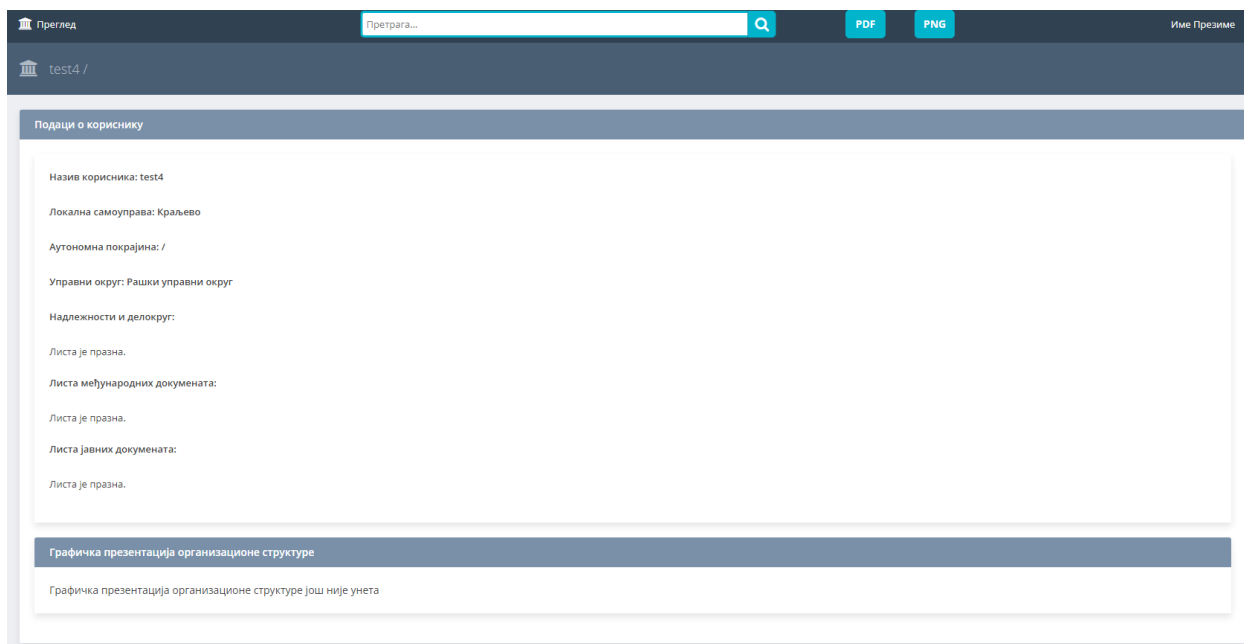 Преглед
Претрага...
PDF
PNG
Име Презиме
test4 /
Подаци о кориснику
Назив корисника: test4
Локална самоуправа: Краљево
Аутономна покрајина: /
Управни округ: Рашки управни округ
Надлежности и делокруг:
Листа је празна.
Листа међународних докумената:
Листа је празна.
Листа јавних докумената:
Листа је празна.
Графичка презентација организационе структуре
Графичка презентација организационе структуре још није унета